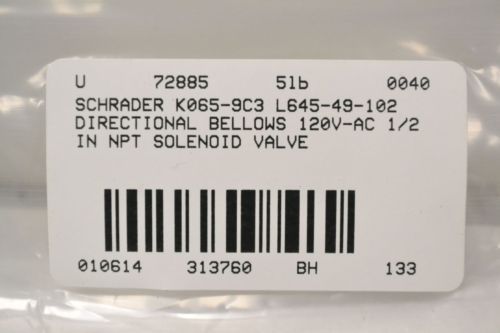 U 72885 5lb 0040
SCHRADER K065-9C3 L645-49-102
DIRECTIONAL BELLOWS 120V-AC 1/2
IN NPT SOLENOID VALVE
010614 313760 BH 133